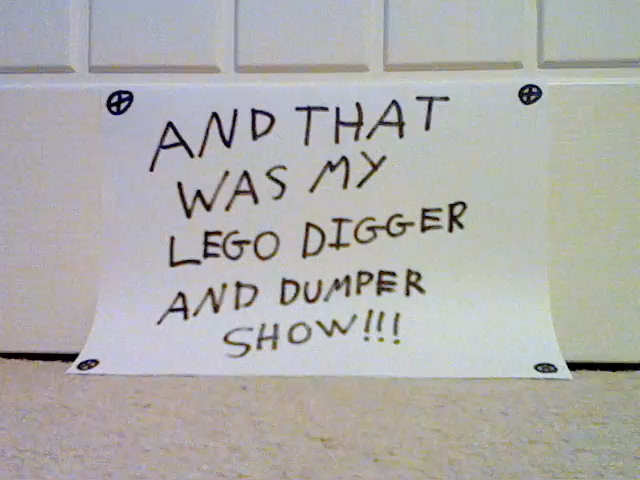 AND THAT
WAS MY
LEGO DIGGER
AND DUMPER
SHOW!!!